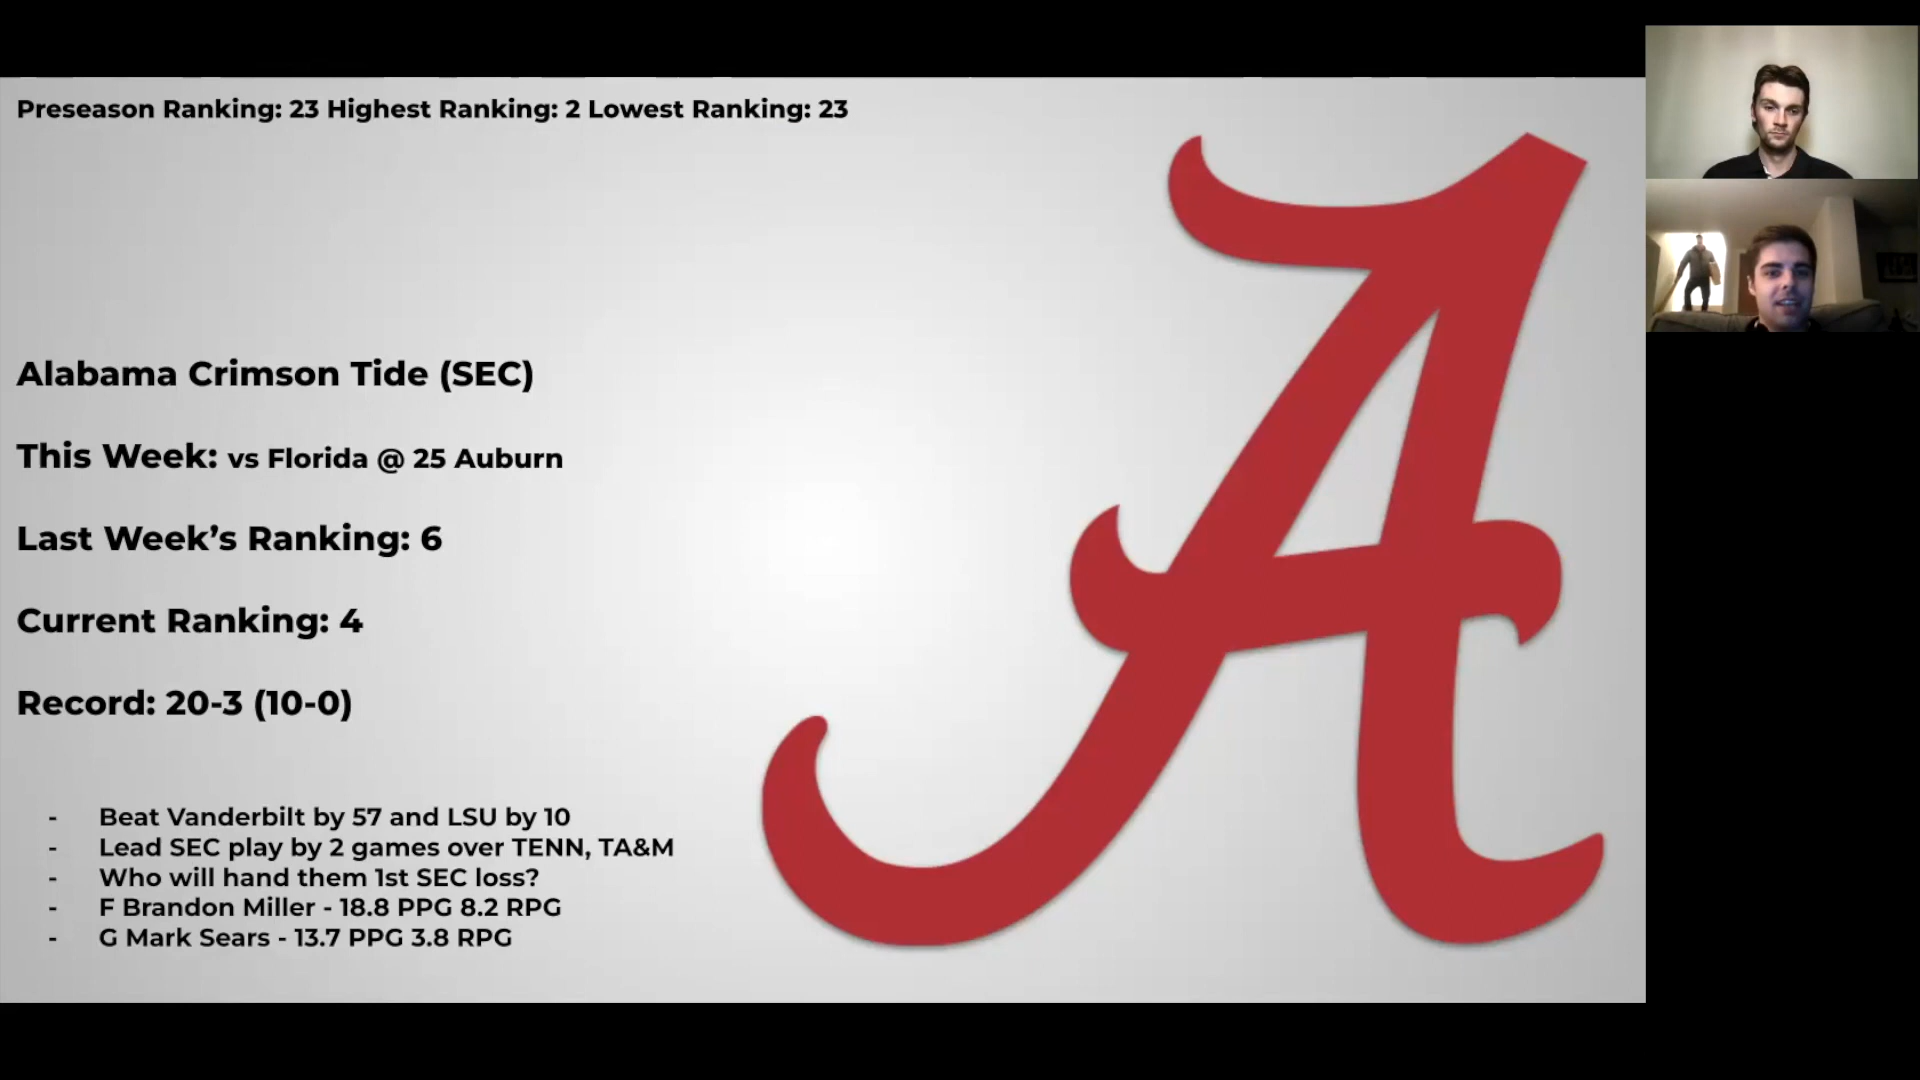 Preseason Ranking: 23 Highest Ranking: 2 Lowest Ranking: 23
Alabama Crimson Tide (SEC)
This Week: vs Florida @ 25 Auburn
Last Week’s Ranking: 6
Current Ranking: 4
Record: 20-3 (10-0)
- Beat Vanderbilt by 57 and LSU by 10
- Lead SEC play by 2 games over TENN, TA&M
- Who will hand them 1st SEC loss?
- F Brandon Miller - 18.8 PPG 8.2 RPG
- G Mark Sears - 13.7 PPG 3.8 RPG
A